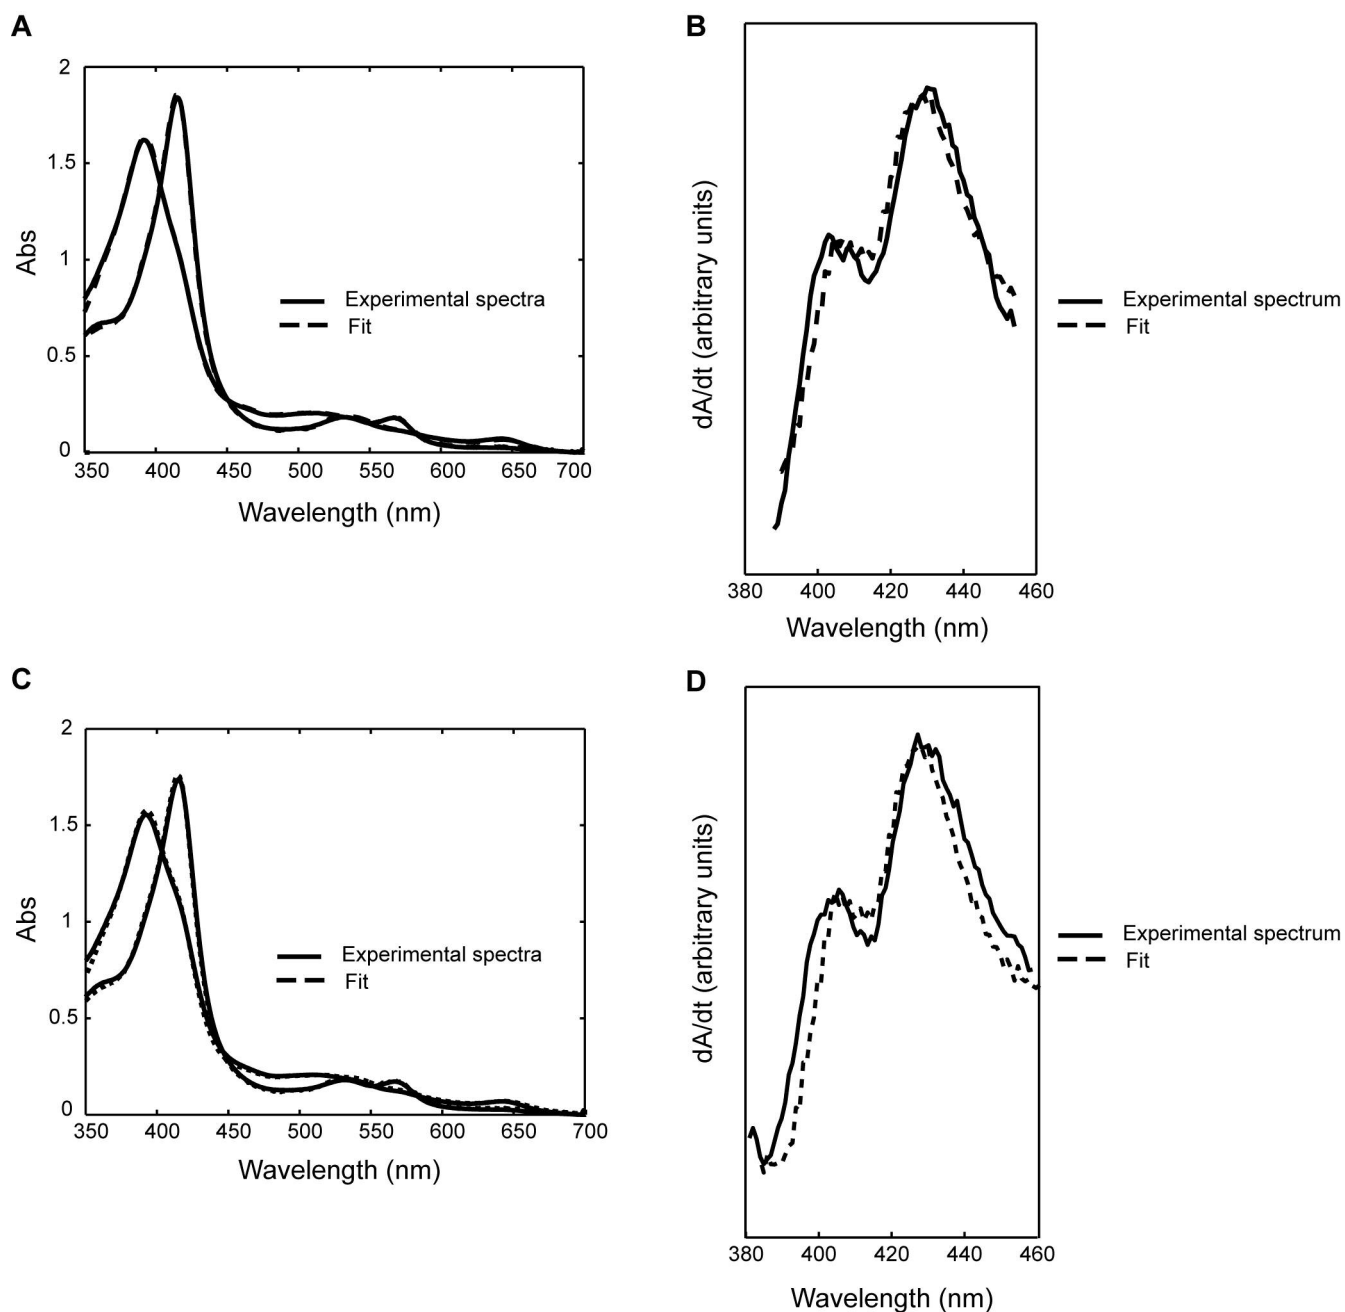 A
2
1.5
1
0.5
0
Abs
350 400 450 500 550 600 650 700
Wavelength (nm)
Experimental spectra
Fit
B
dA/dt (arbitrary units)
380 400 420 440 460
Wavelength (nm)
Experimental spectrum
Fit
C
2
1.5
1
0.5
0
Abs
350 400 450 500 550 600 650 700
Wavelength (nm)
Experimental spectra
Fit
D
dA/dt (arbitrary units)
380 400 420 440 460
Wavelength (nm)
Experimental spectrum
Fit